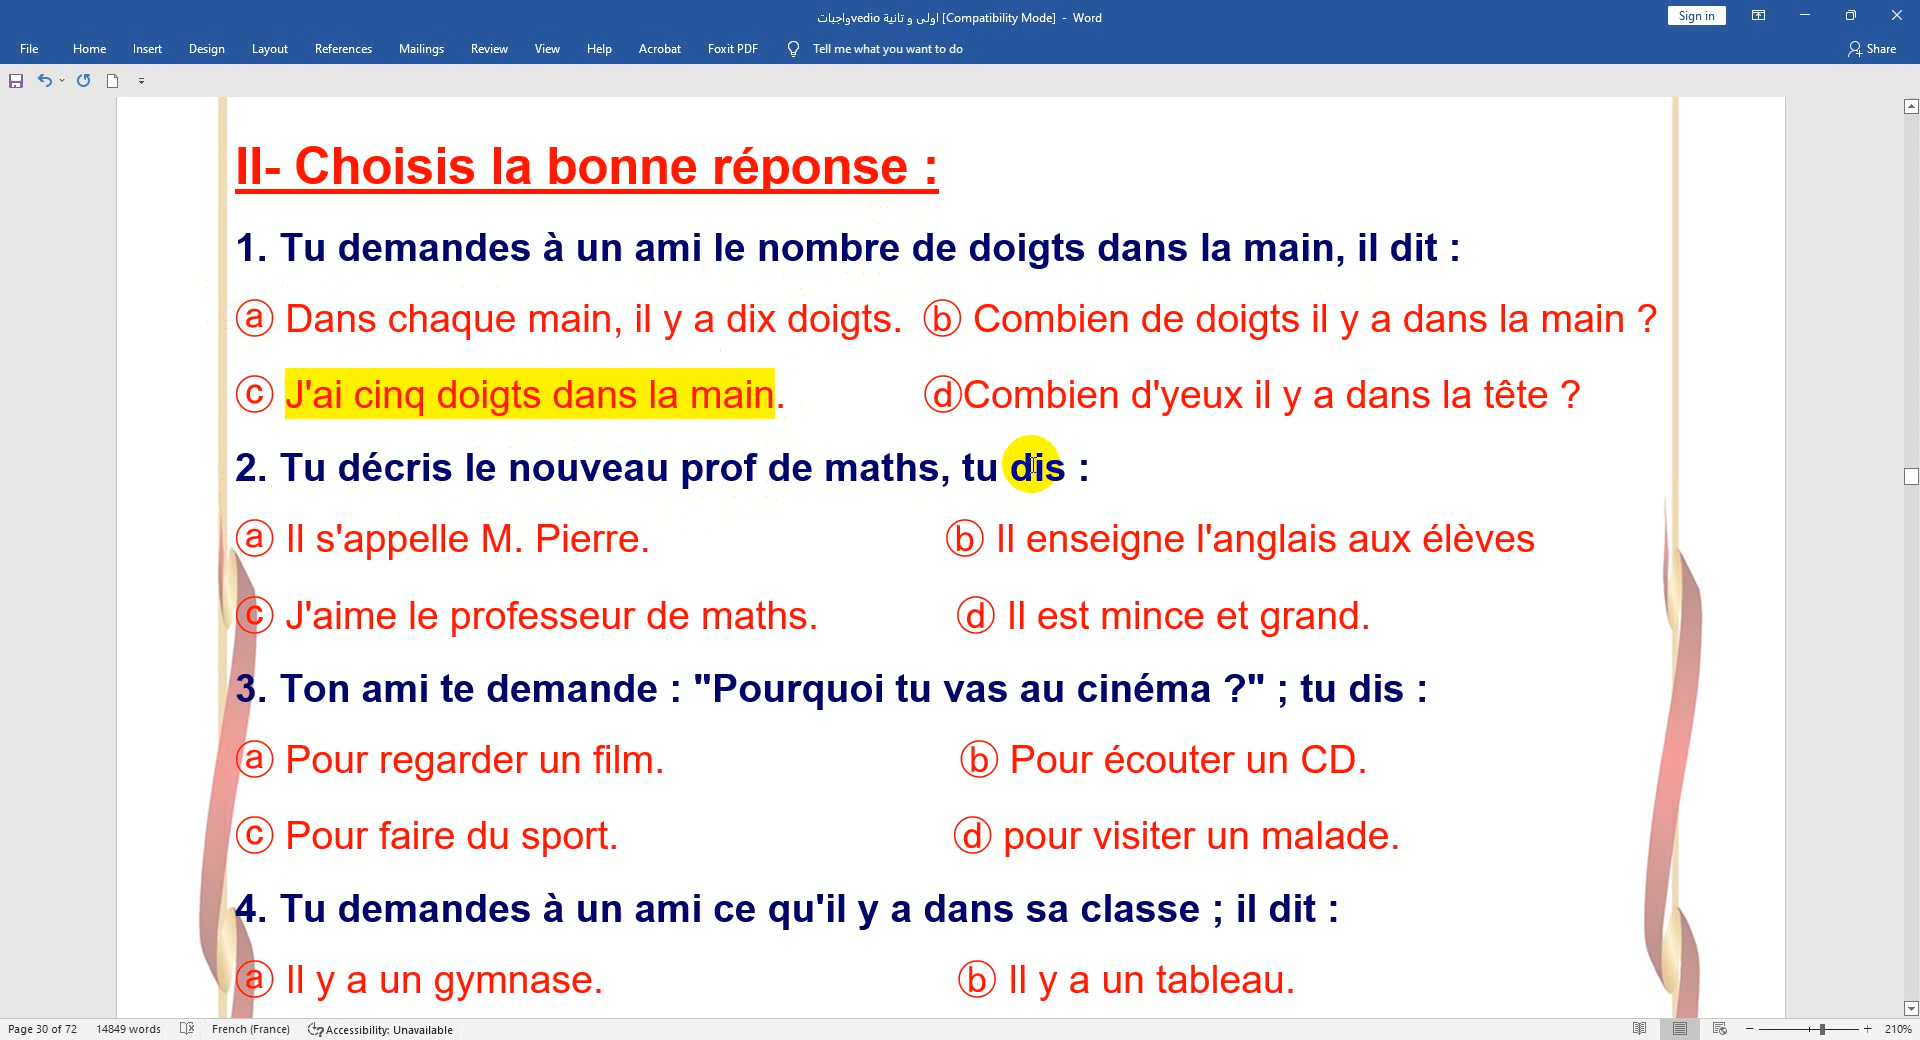 واجباتvedio اولى و تانية [Compatibility Mode] - Word
Sign in
File Home Insert Design Layout References Mailings Review View Help Acrobat Foxit PDF Tell me what you want to do Share
II- Choisis la bonne réponse :
1. Tu demandes à un ami le nombre de doigts dans la main, il dit :
ⓐ Dans chaque main, il y a dix doigts. ⓑ Combien de doigts il y a dans la main ?
ⓒ J'ai cinq doigts dans la main. ⓓCombien d'yeux il y a dans la tête ?
2. Tu décris le nouveau prof de maths, tu dis :
ⓐ Il s'appelle M. Pierre. ⓑ Il enseigne l'anglais aux élèves
ⓒ J'aime le professeur de maths. ⓓ Il est mince et grand.
3. Ton ami te demande : "Pourquoi tu vas au cinéma ?" ; tu dis :
ⓐ Pour regarder un film. ⓑ Pour écouter un CD.
ⓒ Pour faire du sport. ⓓ pour visiter un malade.
4. Tu demandes à un ami ce qu'il y a dans sa classe ; il dit :
ⓐ Il y a un gymnase. ⓑ Il y a un tableau.
Page 30 of 72 14849 words French (France) Accessibility: Unavailable 210%